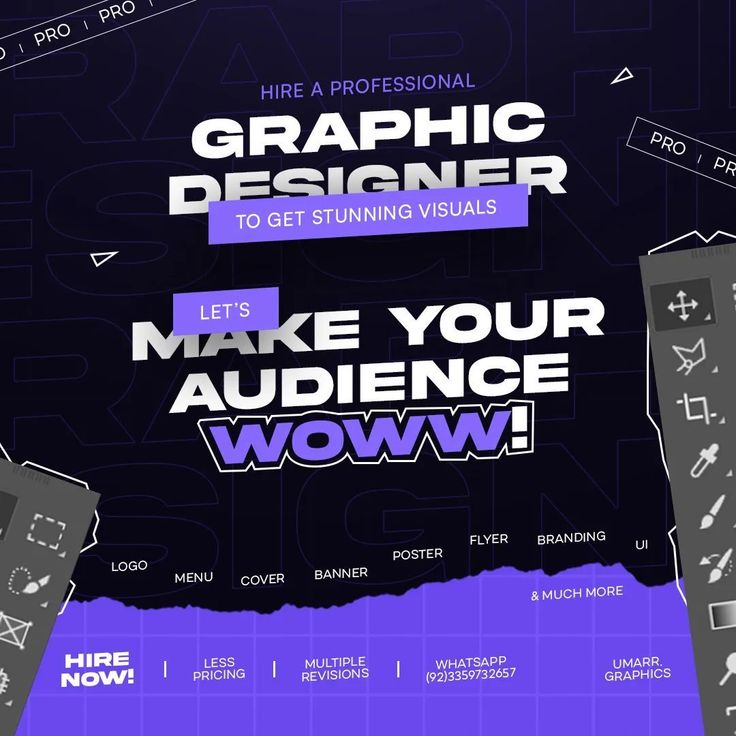 PRO | PRO | PRO
HIRE A PROFESSIONAL
GRAPHIC
DESIGNER
TO GET STUNNING VISUALS
PRO |
LET'S
MAKE YOUR
AUDIENCE
WOWW!
LOGO
MENU
COVER
BANNER
POSTER
FLYER
BRANDING
UI
& MUCH MORE
HIRE
NOW!
|
LESS
PRICING
|
MULTIPLE
REVISIONS
|
WHATSAPP
(92)3359732657
UMARR.
GRAPHICS